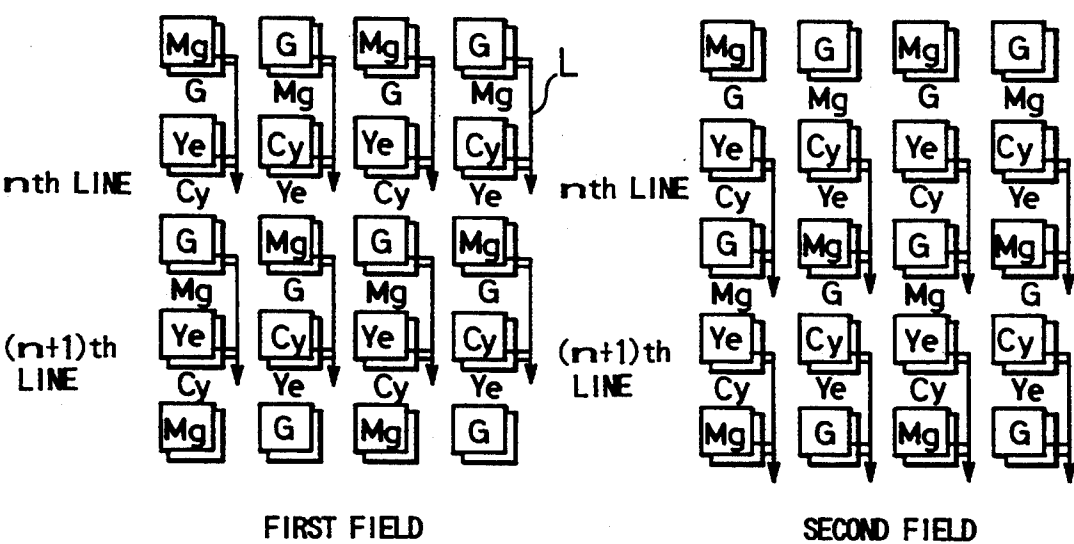 Mg G Mg G L
G Mg G Mg
Ye Cy Ye Cy
nth LINE Cy Ye Cy Ye
G Mg G Mg
Mg G Mg G
(n+1)th LINE Ye Cy Ye Cy
Cy Ye Cy Ye
Mg G Mg G
FIRST FIELD
Mg G Mg G
G Mg G Mg
Ye Cy Ye Cy
nth LINE Cy Ye Cy Ye
G Mg G Mg
Mg G Mg G
(n+1)th LINE Ye Cy Ye Cy
Cy Ye Cy Ye
Mg G Mg G
SECOND FIELD